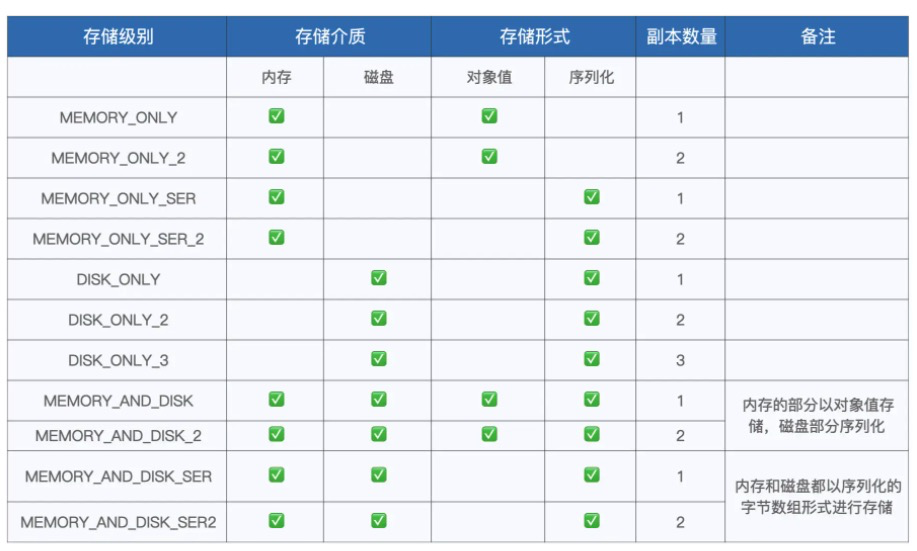 存储级别 存储介质 存储形式 副本数量 备注
内存 磁盘 对象值 序列化
MEMORY_ONLY ✅ ✅ 1
MEMORY_ONLY_2 ✅ ✅ 2
MEMORY_ONLY_SER ✅ ✅ 1
MEMORY_ONLY_SER_2 ✅ ✅ 2
DISK_ONLY ✅ ✅ 1
DISK_ONLY_2 ✅ ✅ 2
DISK_ONLY_3 ✅ ✅ 3
MEMORY_AND_DISK ✅ ✅ ✅ ✅ 1
MEMORY_AND_DISK_2 ✅ ✅ ✅ ✅ 2
内存的部分以对象值存
储，磁盘部分序列化
MEMORY_AND_DISK_SER ✅ ✅ ✅ 1
MEMORY_AND_DISK_SER2 ✅ ✅ ✅ 2
内存和磁盘都以序列化的
字节数组形式进行存储